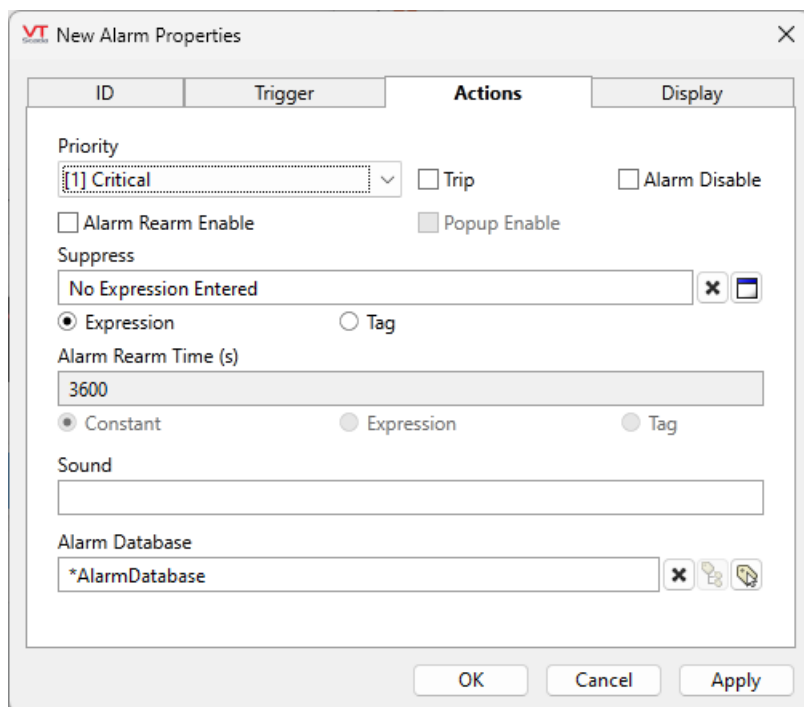 VT Scada New Alarm Properties
ID Trigger Actions Display
Priority
[1] Critical Trip Alarm Disable
Alarm Rearm Enable Popup Enable
Suppress
No Expression Entered
Expression Tag
Alarm Rearm Time (s)
3600
Constant Expression Tag
Sound
Alarm Database
*AlarmDatabase
OK Cancel Apply